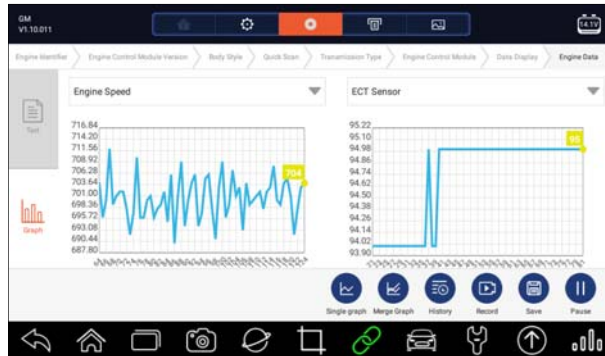 GM
V1.10.011
14.1V
Engine Identifier
Engine Control Module Version
Body Style
Quick Scan
Transmission Type
Engine Control Module
Data Display
Engine Data
Text
Graph
Engine Speed
716.84
714.20
711.56
708.92
706.28
703.64
701.00
698.36
695.72
693.08
690.44
687.80
704
ECT Sensor
95.22
95.10
94.98
94.86
94.74
94.62
94.50
94.38
94.26
94.14
94.02
93.90
95
Single graph
Merge Graph
History
Record
Save
Pause